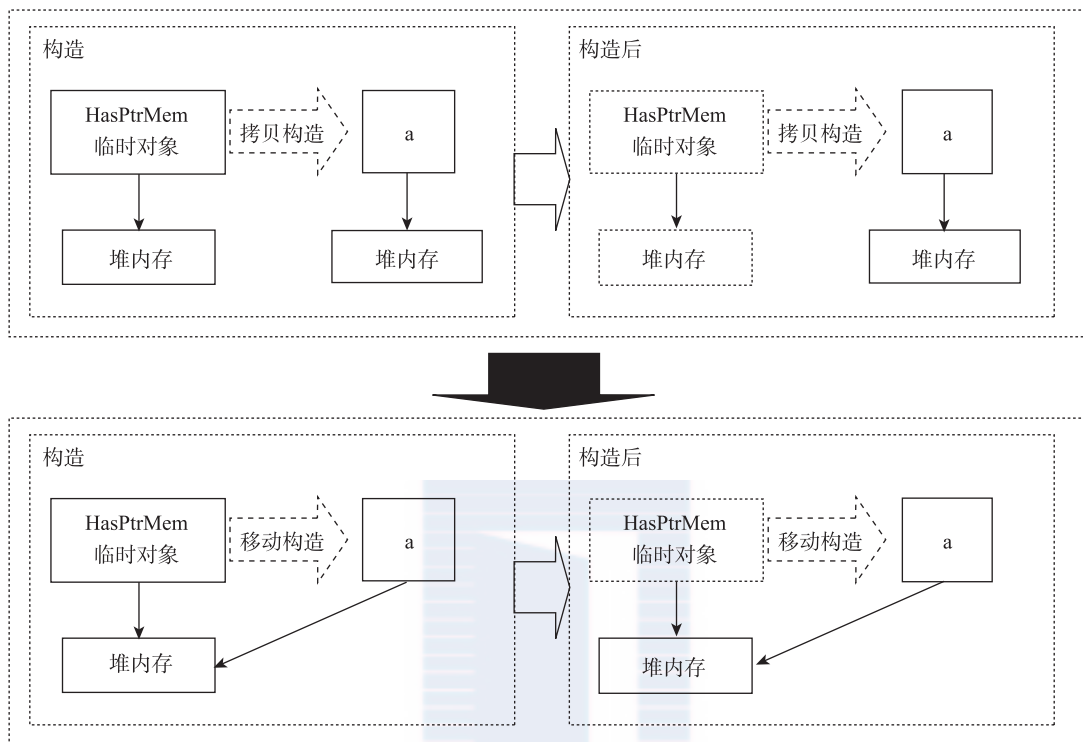 构造
HasPtrMem
临时对象
拷贝构造
a
堆内存
堆内存
构造后
HasPtrMem
临时对象
拷贝构造
a
堆内存
堆内存
构造
HasPtrMem
临时对象
移动构造
a
堆内存
构造后
HasPtrMem
临时对象
移动构造
a
堆内存